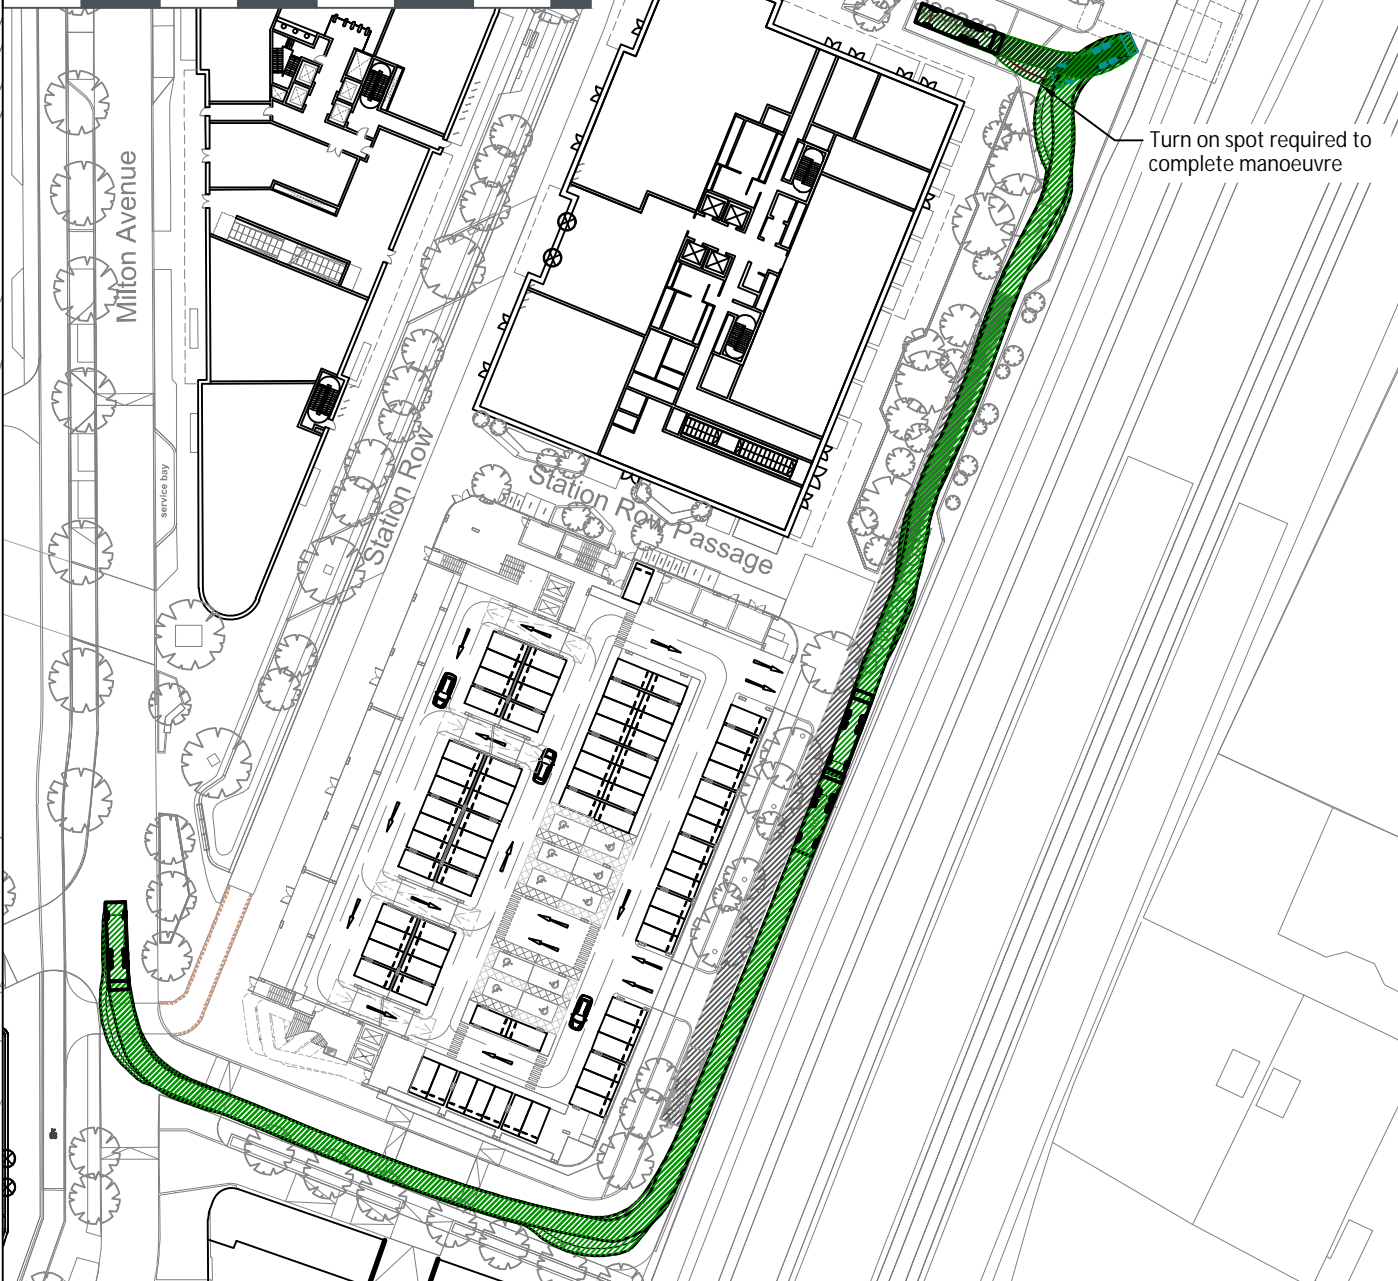 Turn on spot required to
complete manoeuvre
Milton Avenue
Station Row
service bay
Station Row Passage